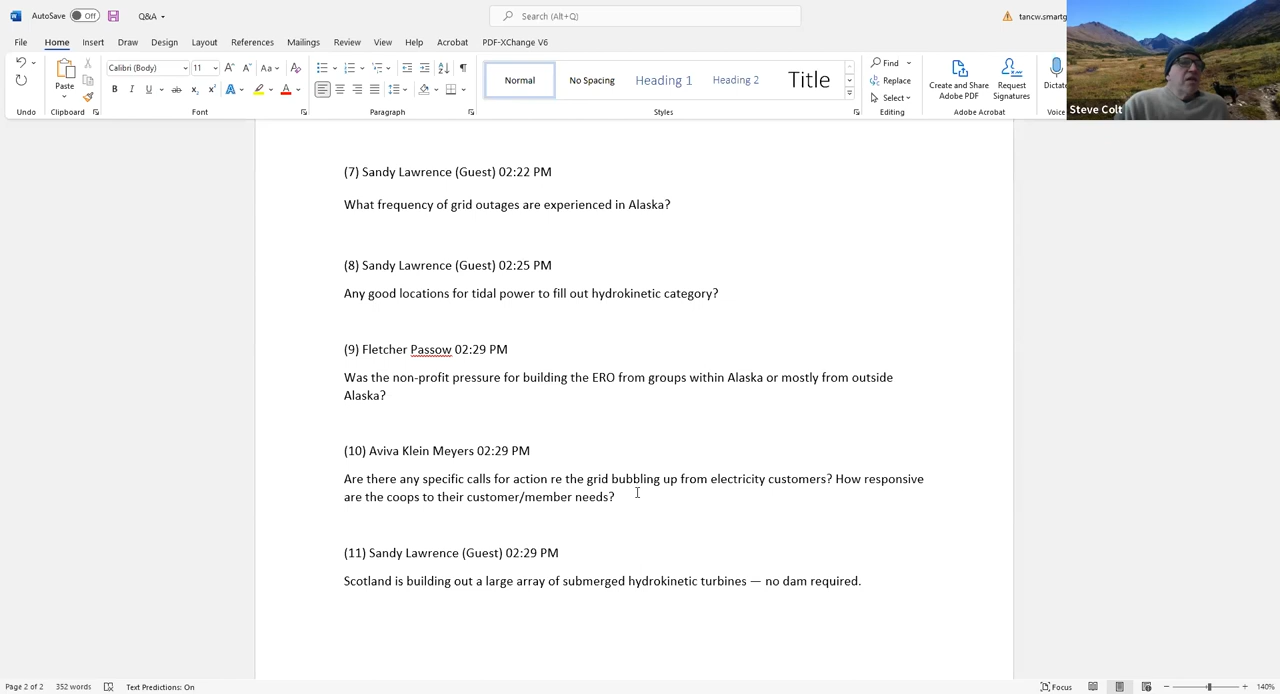 AutoSave Off Q&A Search (Alt+Q) tancw.smartg
File Home Insert Draw Design Layout References Mailings Review View Help Acrobat PDF-XChange V6
Calibri (Body) 11 Aa Find
Paste Normal No Spacing Heading 1 Heading 2 Title Replace Create and Share Adobe PDF Request Signatures Dictate
B I U ab x₂ x² A A Select
Undo Clipboard Font Paragraph Styles Editing Adobe Acrobat Voice
Steve Colt
(7) Sandy Lawrence (Guest) 02:22 PM
What frequency of grid outages are experienced in Alaska?
(8) Sandy Lawrence (Guest) 02:25 PM
Any good locations for tidal power to fill out hydrokinetic category?
(9) Fletcher Passow 02:29 PM
Was the non-profit pressure for building the ERO from groups within Alaska or mostly from outside
Alaska?
(10) Aviva Klein Meyers 02:29 PM
Are there any specific calls for action re the grid bubbling up from electricity customers? How responsive
are the coops to their customer/member needs?
(11) Sandy Lawrence (Guest) 02:29 PM
Scotland is building out a large array of submerged hydrokinetic turbines — no dam required.
Page 2 of 2 352 words Text Predictions: On Focus 140%